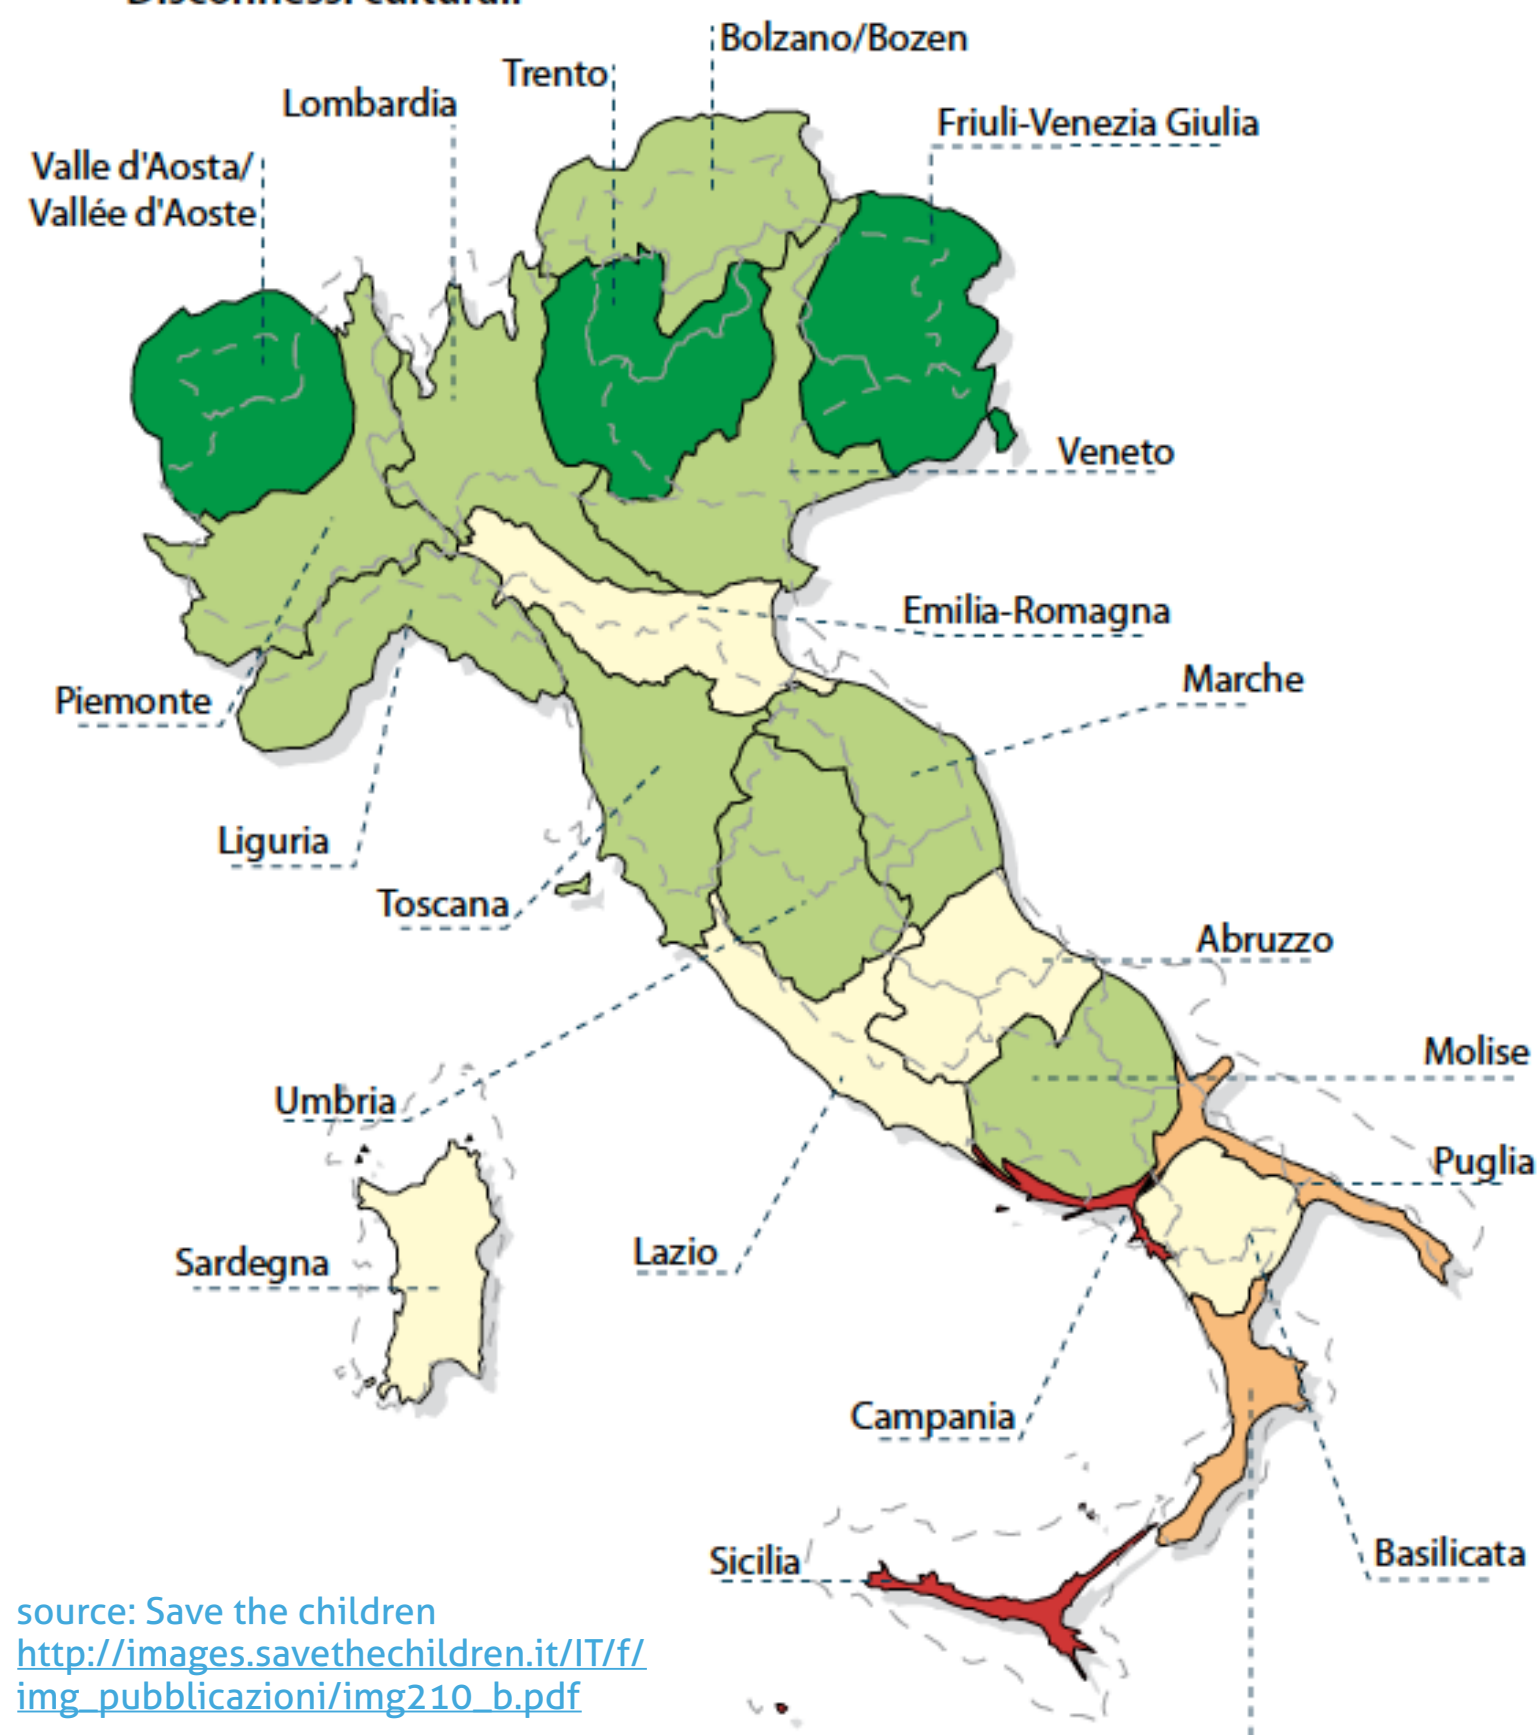 Disconnessi culturali
Bolzano/Bozen
Trento
Lombardia
Friuli-Venezia Giulia
Valle d'Aosta/
Vallée d'Aoste
Veneto
Emilia-Romagna
Marche
Piemonte
Liguria
Toscana
Abruzzo
Molise
Umbria
Puglia
Lazio
Sardegna
Campania
Basilicata
Sicilia
source: Save the children
http://images.savethechildren.it/IT/f/
img_pubblicazioni/img210_b.pdf